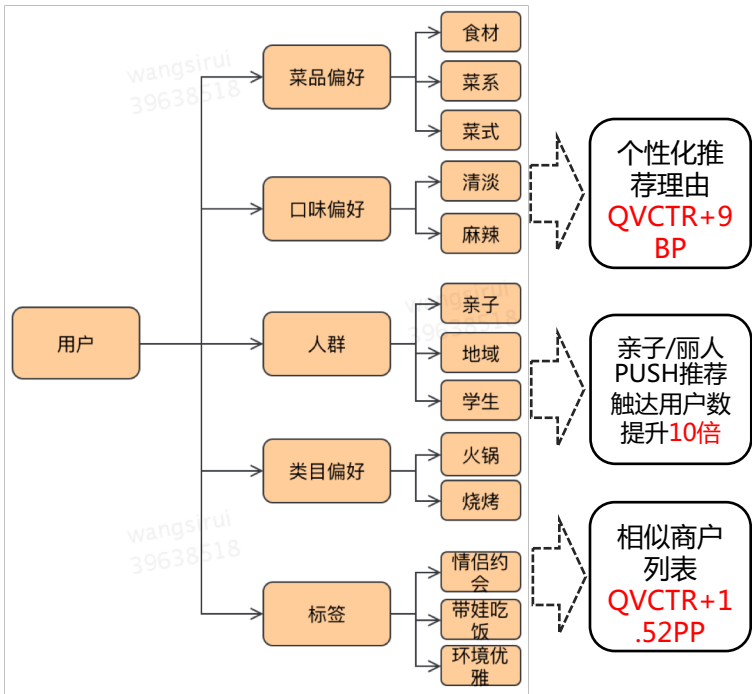 用户
菜品偏好
食材
菜系
菜式
口味偏好
清淡
麻辣
人群
亲子
地域
学生
类目偏好
火锅
烧烤
标签
情侣约
会
带娃吃
饭
环境优
雅
个性化推
荐理由
QVCTR+9
BP
亲子/丽人
PUSH推荐
触达用户数
提升10倍
相似商户
列表
QVCTR+1
.52PP
wangsirui
39638518
wangsirui
39638518
wangsirui
39638518